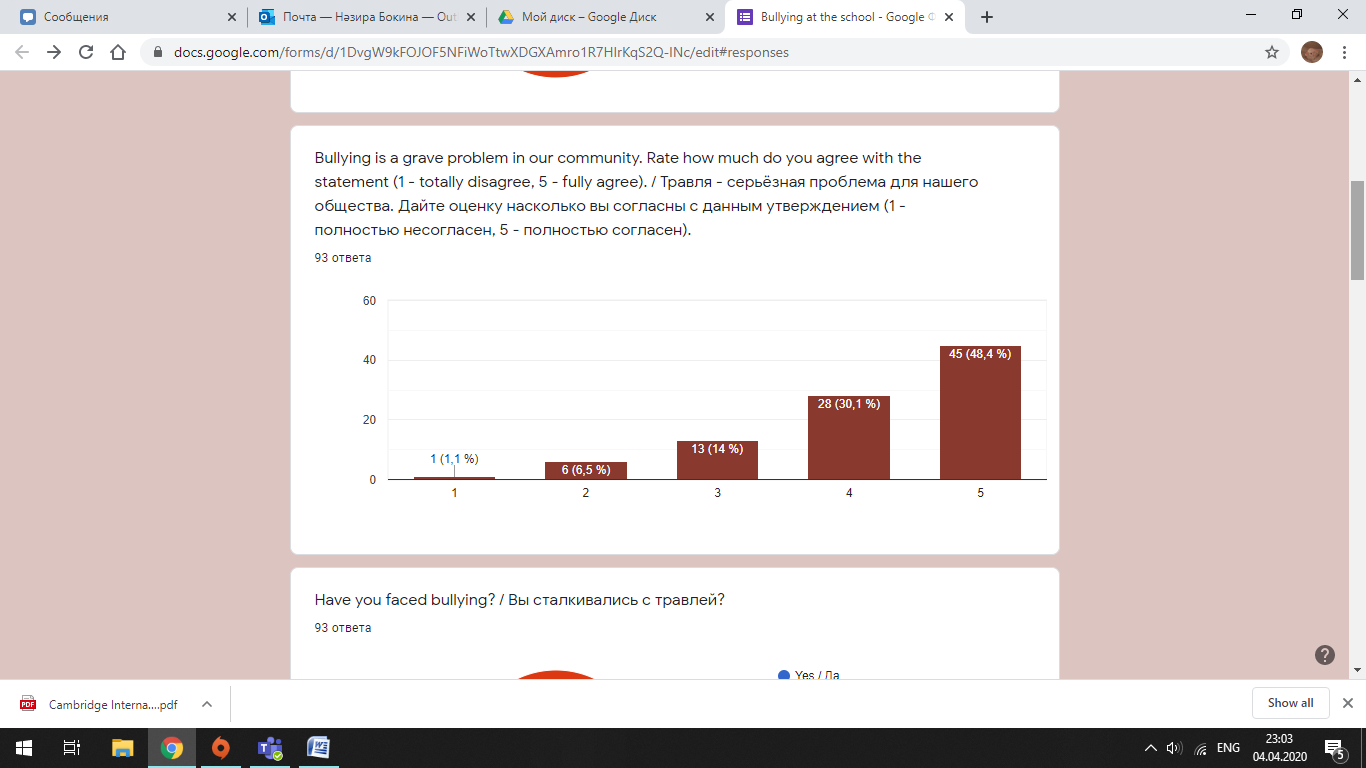 Сообщения
Почта — Нәзира Бокина — Out
Мой диск – Google Диск
Bullying at the school - Google Ф
docs.google.com/forms/d/1DvgW9kFOJOF5NFiWoTtwXDGXAmro1R7HIrKqS2Q-INc/edit#responses
Bullying is a grave problem in our community. Rate how much do you agree with the
statement (1 - totally disagree, 5 - fully agree). / Травля - серьёзная проблема для нашего
общества. Дайте оценку насколько вы согласны с данным утверждением (1 -
полностью несогласен, 5 - полностью согласен).
93 ответа
60
40
20
0
1 (1,1 %)
6 (6,5 %)
13 (14 %)
28 (30,1 %)
45 (48,4 %)
1 2 3 4 5
Have you faced bullying? / Вы сталкивались с травлей?
93 ответа
Yes / Да
PDF
Cambridge Interna....pdf
Show all
ENG
23:03
04.04.2020
5